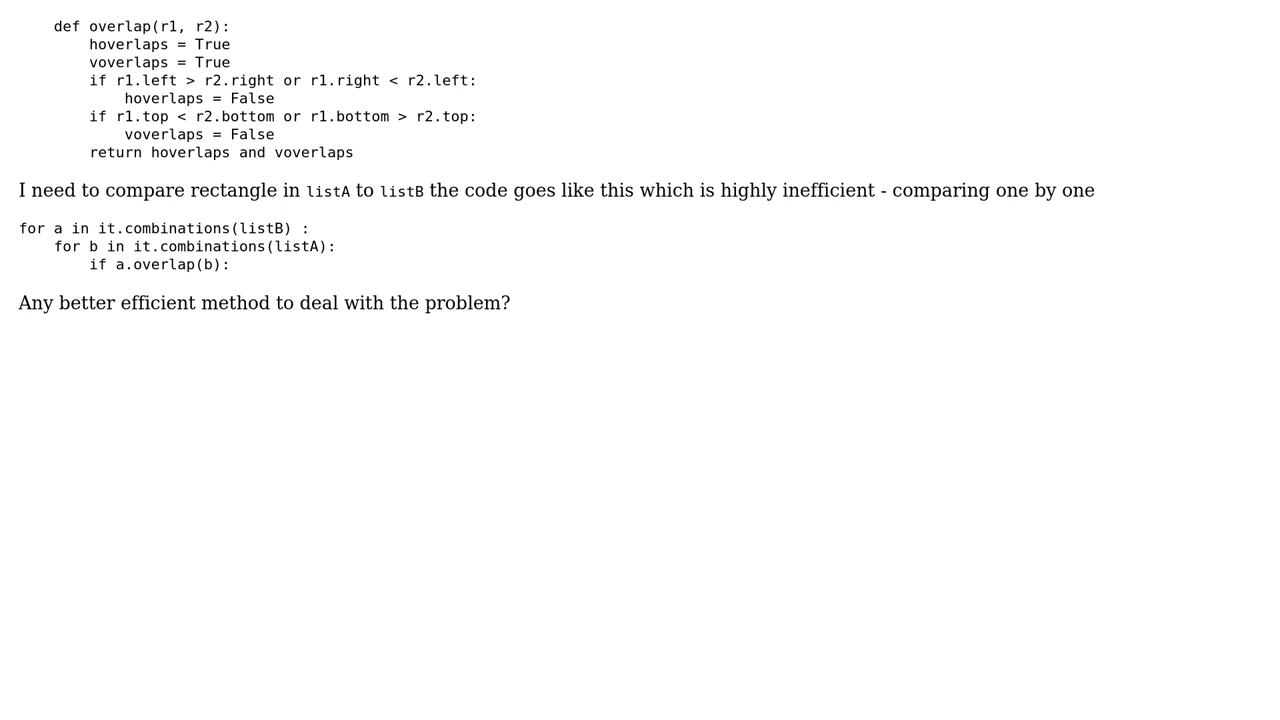 def overlap(r1, r2):
hoverlaps = True
voverlaps = True
if r1.left > r2.right or r1.right < r2.left:
hoverlaps = False
if r1.top < r2.bottom or r1.bottom > r2.top:
voverlaps = False
return hoverlaps and voverlaps
I need to compare rectangle in listA to listB the code goes like this which is highly inefficient - comparing one by one
for a in it.combinations(listB) :
for b in it.combinations(listA):
if a.overlap(b):
Any better efficient method to deal with the problem?